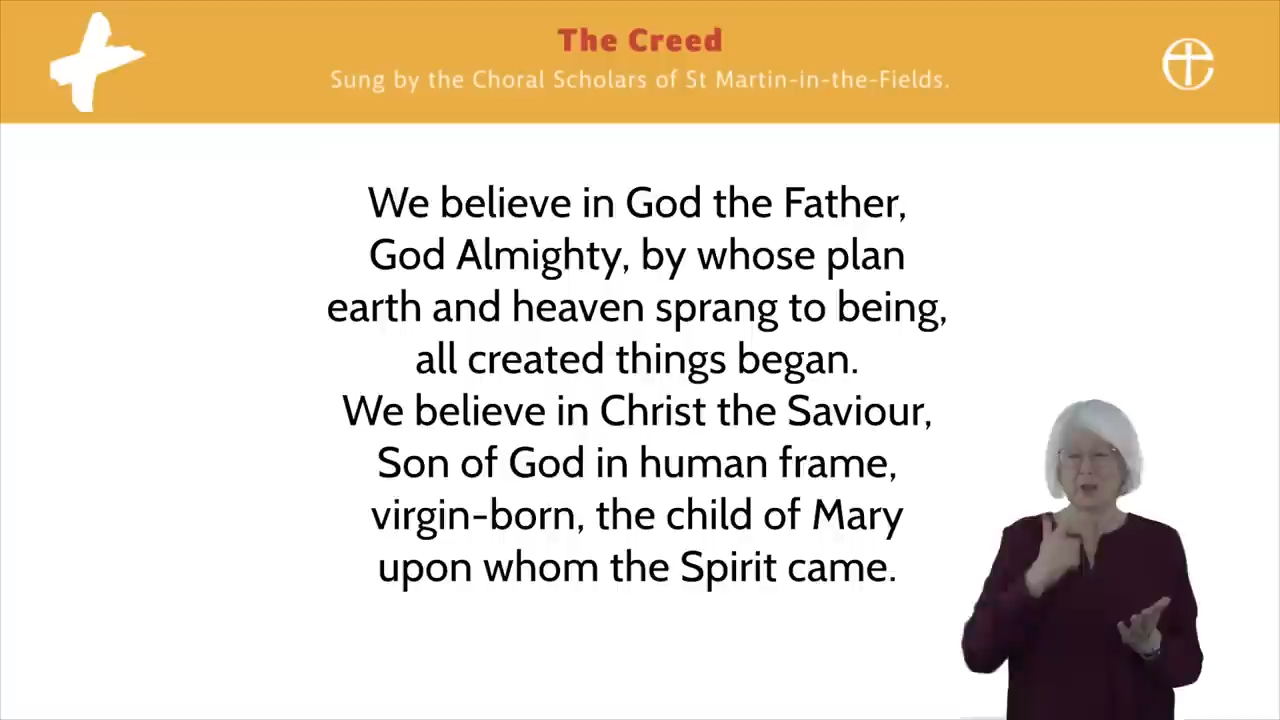 The Creed
Sung by the Choral Scholars of St Martin-in-the-Fields.
We believe in God the Father,
God Almighty, by whose plan
earth and heaven sprang to being,
all created things began.
We believe in Christ the Saviour,
Son of God in human frame,
virgin-born, the child of Mary
upon whom the Spirit came.